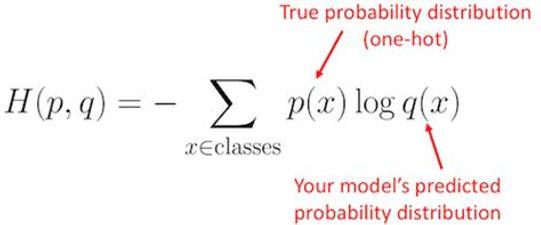 True probability distribution
(one-hot)
H(p, q) = − ∑ p(x) log q(x)
x∈classes
Your model's predicted
probability distribution